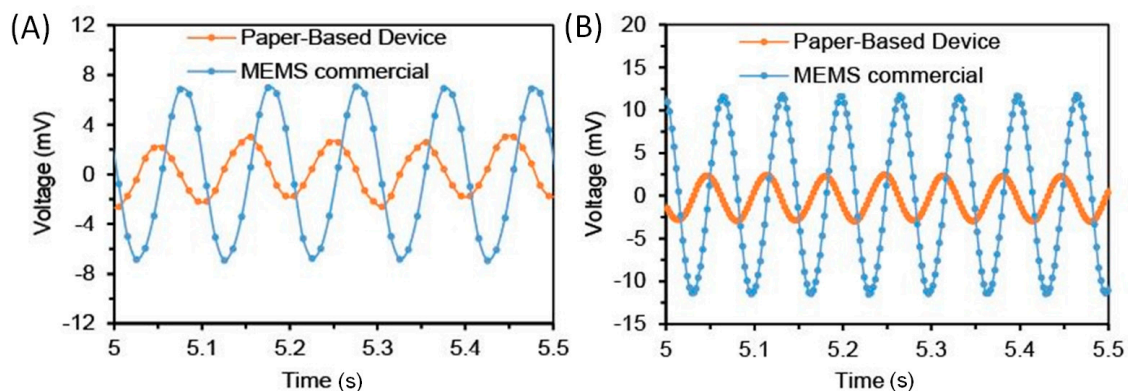 (A)
Voltage (mV)
12
8
4
0
-4
-8
-12
Paper-Based Device
MEMS commercial
5 5.1 5.2 5.3 5.4 5.5
Time (s)
(B)
Voltage (mV)
20
15
10
5
0
-5
-10
-15
Paper-Based Device
MEMS commercial
5 5.1 5.2 5.3 5.4 5.5
Time (s)